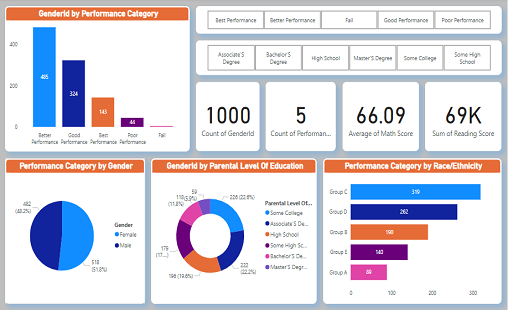 GenderId by Performance Category
400
200
0
485
324
143
44
Better Performance
Good Performance
Best Performance
Poor Performance
Fail
Best Performance
Better Performance
Fail
Good Performance
Poor Performance
Associate'S Degree
Bachelor'S Degree
High School
Master'S Degree
Some College
Some High School
1000
Count of GenderId
5
Count of Performan...
66.09
Average of Math Score
69K
Sum of Reading Score
Performance Category by Gender
482
(48.2%)
518
(51.8%)
Gender
Female
Male
GenderId by Parental Level Of Education
59
(5.9%)
118
(11.8%)
179
(17....)
196 (19.6%)
222
(22.2%)
226 (22.6%)
Parental Level Of...
Some College
Associate'S De...
High School
Some High Sc...
Bachelor'S D...
Master'S Degr...
Performance Category by Race/Ethnicity
Group C
319
Group D
262
Group B
190
Group E
140
Group A
89
0
100
200
300